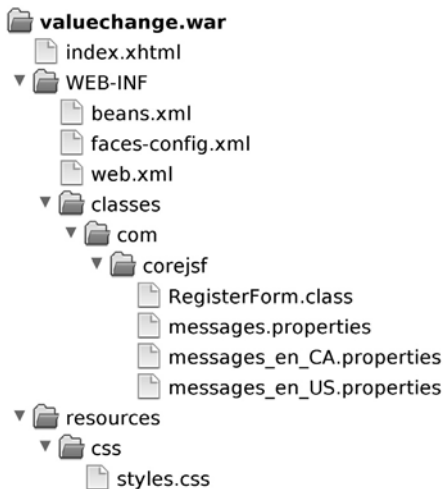 valuechange.war
index.xhtml
WEB-INF
beans.xml
faces-config.xml
web.xml
classes
com
corejsf
RegisterForm.class
messages.properties
messages_en_CA.properties
messages_en_US.properties
resources
css
styles.css